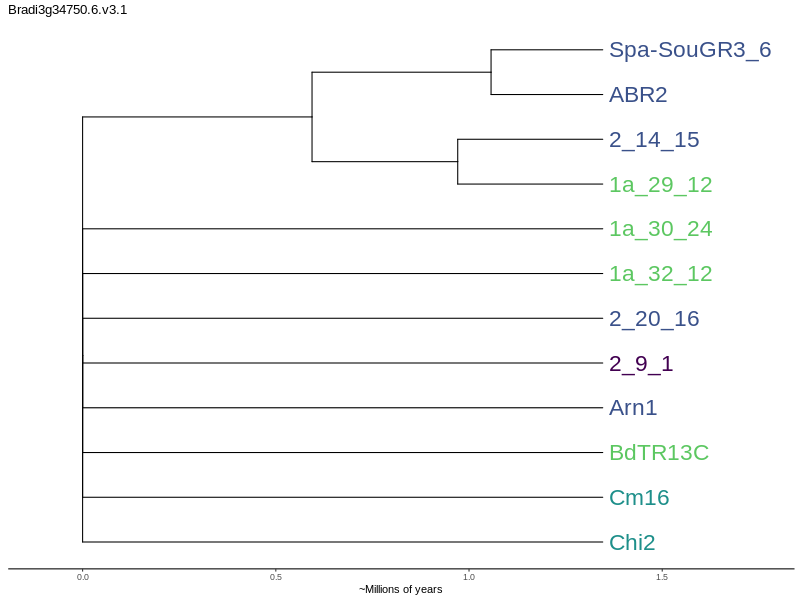 Bradi3g34750.6.v3.1
Spa-SouGR3_6
ABR2
2_14_15
1a_29_12
1a_30_24
1a_32_12
2_20_16
2_9_1
Arn1
BdTR13C
Cm16
Chi2
0.0 0.5 1.0 1.5
~Millions of years